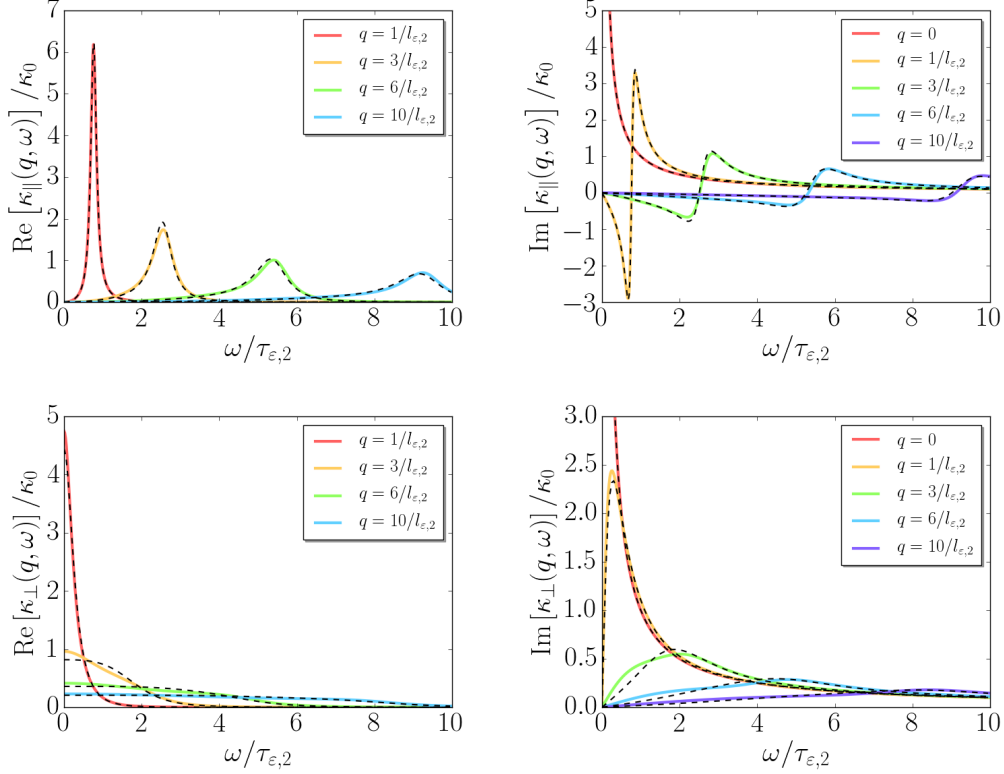 Re [κ∥(q, ω)] /κ0
7
6
5
4
3
2
1
0
0 2 4 6 8 10
ω/τε,2
q = 1/lε,2
q = 3/lε,2
q = 6/lε,2
q = 10/lε,2
Im [κ∥(q, ω)] /κ0
5
4
3
2
1
0
−1
−2
−3
0 2 4 6 8 10
ω/τε,2
q = 0
q = 1/lε,2
q = 3/lε,2
q = 6/lε,2
q = 10/lε,2
Re [κ⊥(q, ω)] /κ0
5
4
3
2
1
0
0 2 4 6 8 10
ω/τε,2
q = 1/lε,2
q = 3/lε,2
q = 6/lε,2
q = 10/lε,2
Im [κ⊥(q, ω)] /κ0
3.0
2.5
2.0
1.5
1.0
0.5
0.0
0 2 4 6 8 10
ω/τε,2
q = 0
q = 1/lε,2
q = 3/lε,2
q = 6/lε,2
q = 10/lε,2